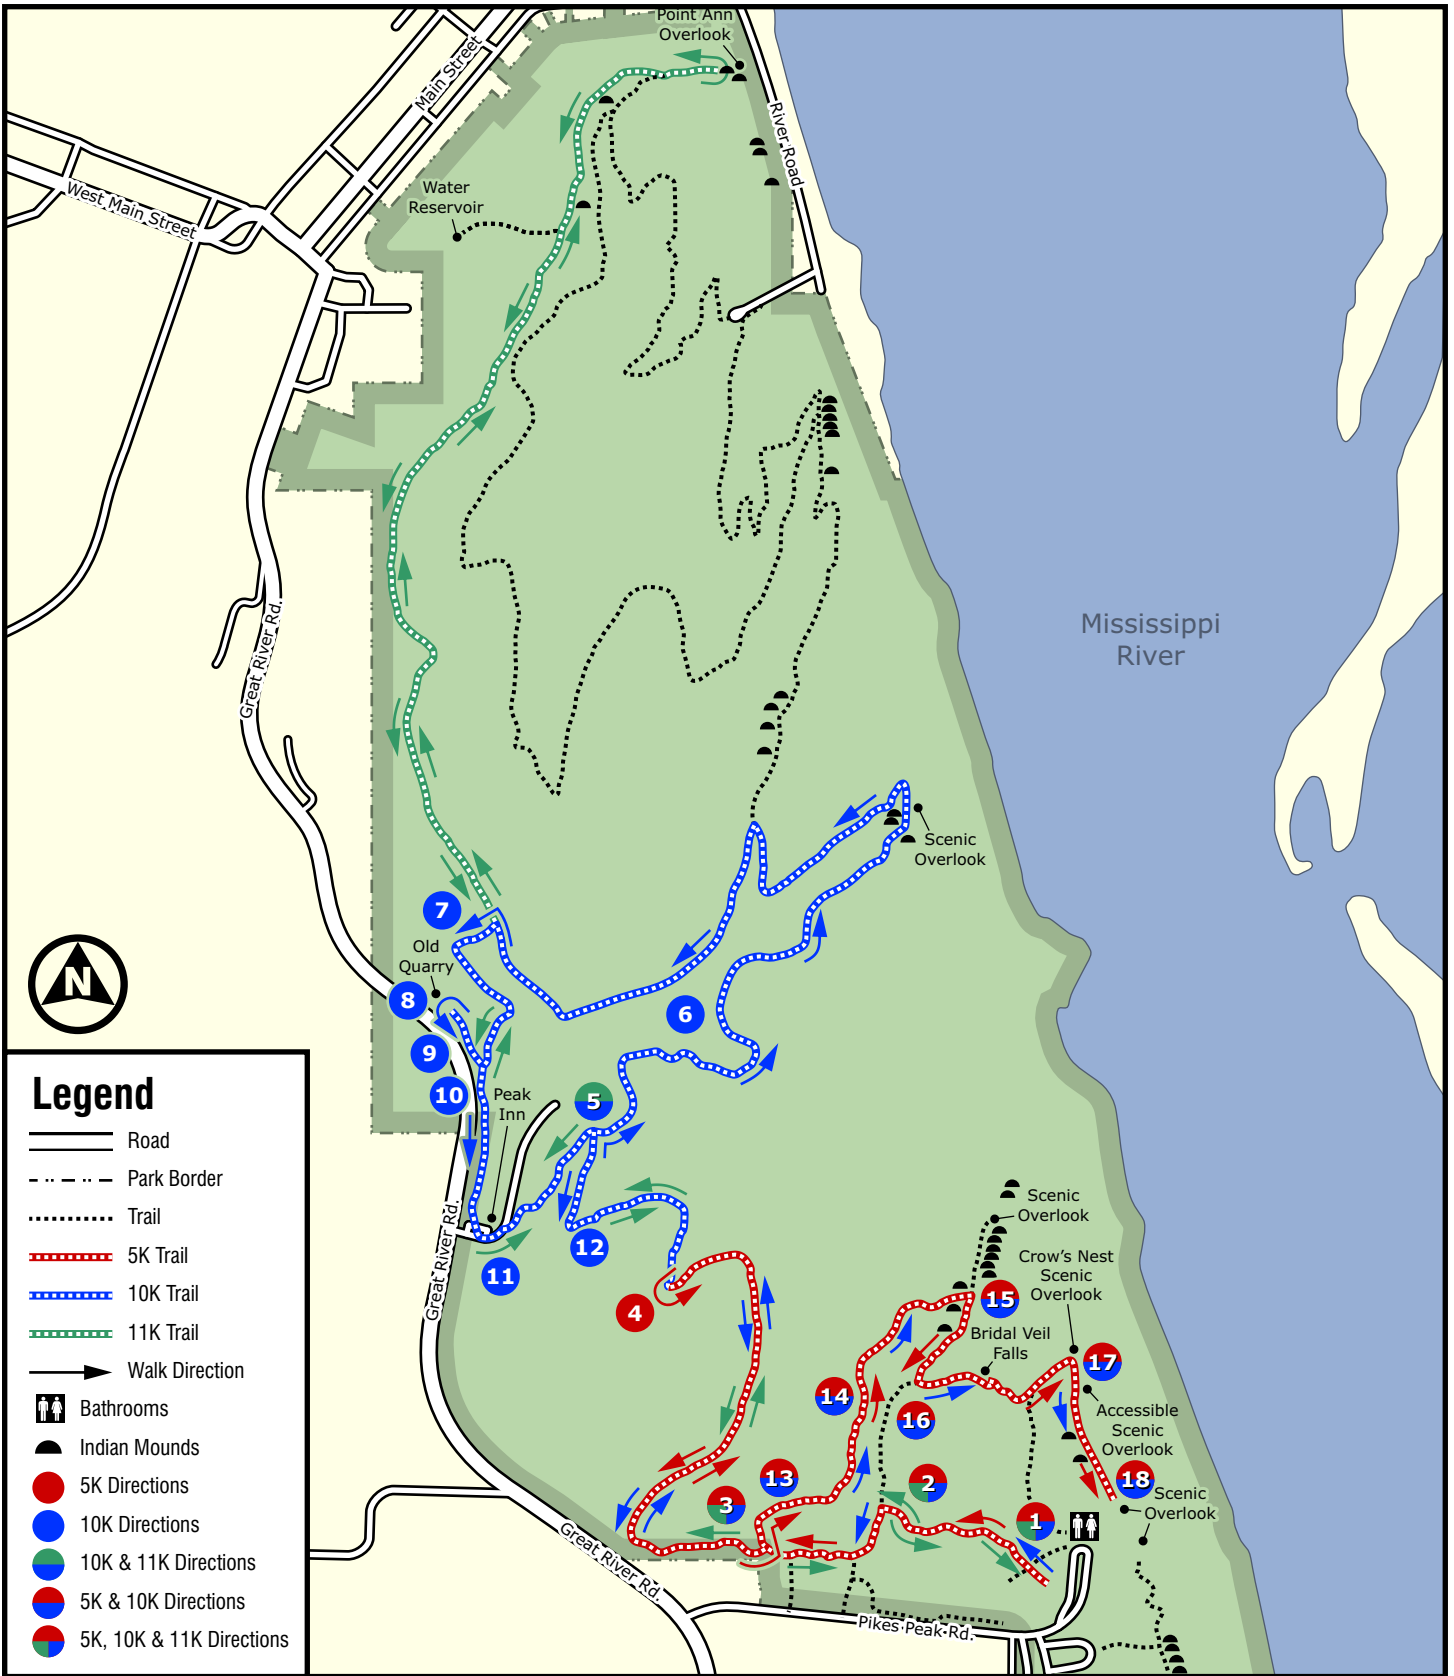 Point Ann
Overlook
Main Street
River Road
West Main Street
Water
Reservoir
Great River Rd.
Mississippi
River
Scenic
Overlook
7
Old
Quarry
8
6
9
10
Peak
Inn
5
N
Great River Rd.
12
11
4
Scenic
Overlook
Crow's Nest
Scenic
Overlook
15
Bridal Veil
Falls
17
14
16
Accessible
Scenic
Overlook
13
2
18
3
1
Scenic
Overlook
Great River Rd.
Pikes Peak Rd.
Legend
Road
Park Border
Trail
5K Trail
10K Trail
11K Trail
Walk Direction
Bathrooms
Indian Mounds
5K Directions
10K Directions
10K & 11K Directions
5K & 10K Directions
5K, 10K & 11K Directions